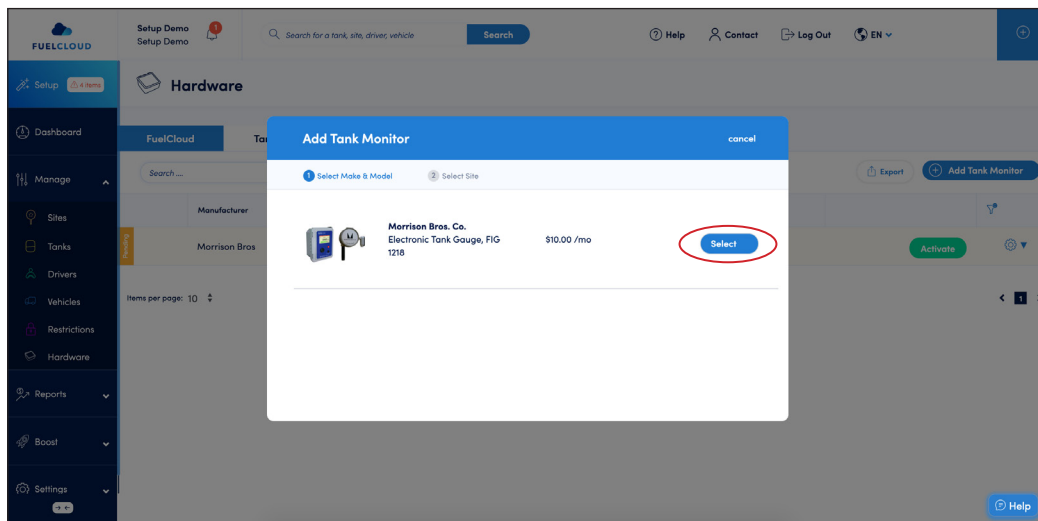 FUELCLOUD
Setup Demo
Setup Demo
1
Search for a tank, site, driver, vehicle
Search
Help
Contact
Log Out
EN
Setup
4 items
Hardware
Dashboard
Manage
Sites
Tanks
Drivers
Vehicles
Restrictions
Hardware
Reports
Boost
Settings
FuelCloud
Search ...
Export
Add Tank Monitor
Manufacturer
Pending
Morrison Bros
Activate
Items per page: 10
1
Add Tank Monitor
cancel
1 Select Make & Model
2 Select Site
Morrison Bros. Co.
Electronic Tank Gauge, FIG
1218
$10.00 /mo
Select
Help